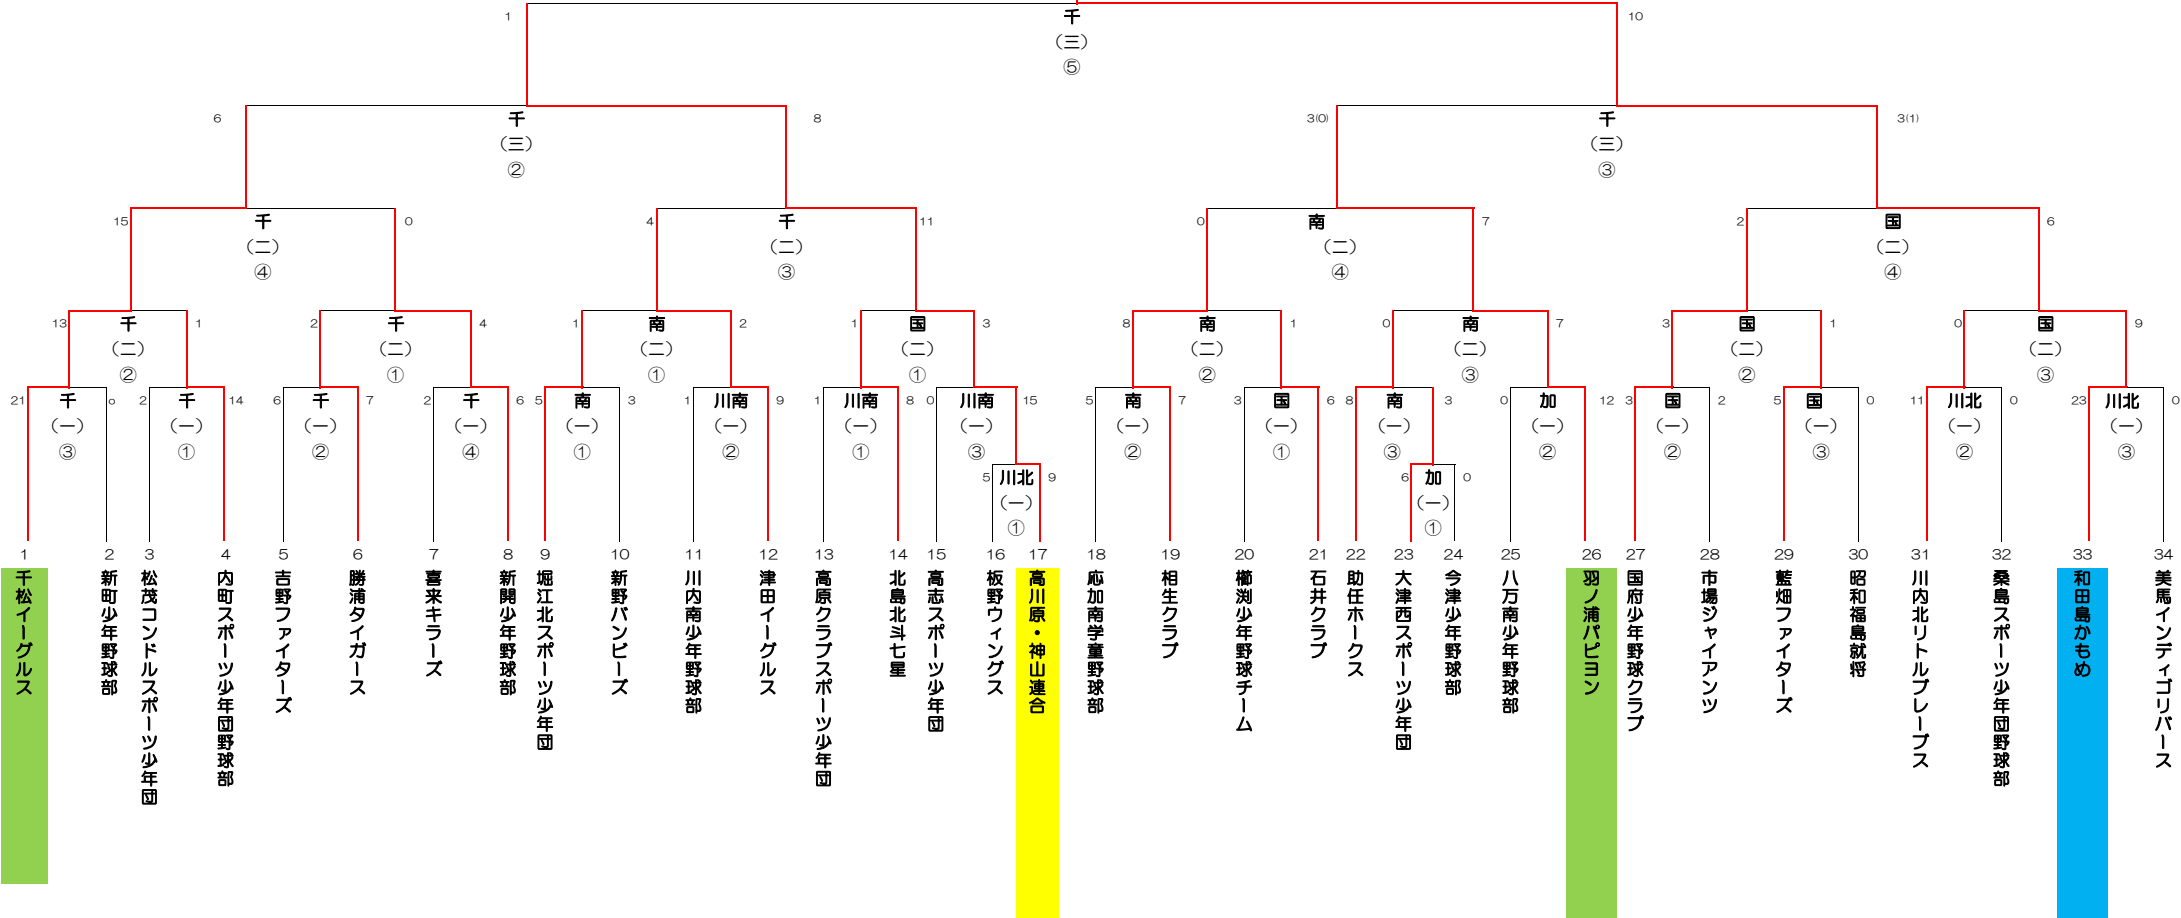 1 10
千
（三）
⑤
6 8 3(0) 3(1)
千 千
（三） （三）
② ③
15 0 4 11 0 7 2 6
千 千 南 国
（二） （二） （二） （二）
④ ③ ④ ④
13 1 2 4 1 2 1 3 8 1 0 7 3 1 0 9
千 千 南 国 南 南 国 国
（二） （二） （二） （二） （二） （二） （二） （二）
② ① ① ① ② ③ ② ③
21 o 2 14 6 7 2 6 5 3 1 9 1 8 0 15 5 7 3 6 8 3 0 12 3 2 5 0 11 0 23 0
千 千 千 千 南 川南 川南 川南 南 国 南 加 国 国 川北 川北
（一） （一） （一） （一） （一） （一） （一） （一） （一） （一） （一） （一） （一） （一） （一） （一）
③ ① ② ④ ① ② ① ③ ② ① ③ ② ② ③ ② ③
5 9 6 0
川北 加
（一） （一）
① ①
1 2 3 4 5 6 7 8 9 10 11 12 13 14 15 16 17 18 19 20 21 22 23 24 25 26 27 28 29 30 31 32 33 34
千松イーグルス
新町少年野球部
松茂コンドルスポーツ少年団
内町スポーツ少年団野球部
吉野ファイターズ
勝浦タイガース
喜来キラーズ
新開少年野球部
堀江北スポーツ少年団
新野バンビーズ
川内南少年野球部
津田イーグルス
高原クラブスポーツ少年団
北島北斗七星
高志スポーツ少年団
板野ウィングス
高川原・神山連合
応加南学童野球部
相生クラブ
櫛渕少年野球チーム
石井クラブ
助任ホークス
大津西スポーツ少年団
今津少年野球部
八万南少年野球部
羽ノ浦パピヨン
国府少年野球クラブ
市場ジャイアンツ
藍畑ファイターズ
昭和福島就将
川内北リトルブレーブス
桑島スポーツ少年団野球部
和田島かもめ
美馬インディゴリバース